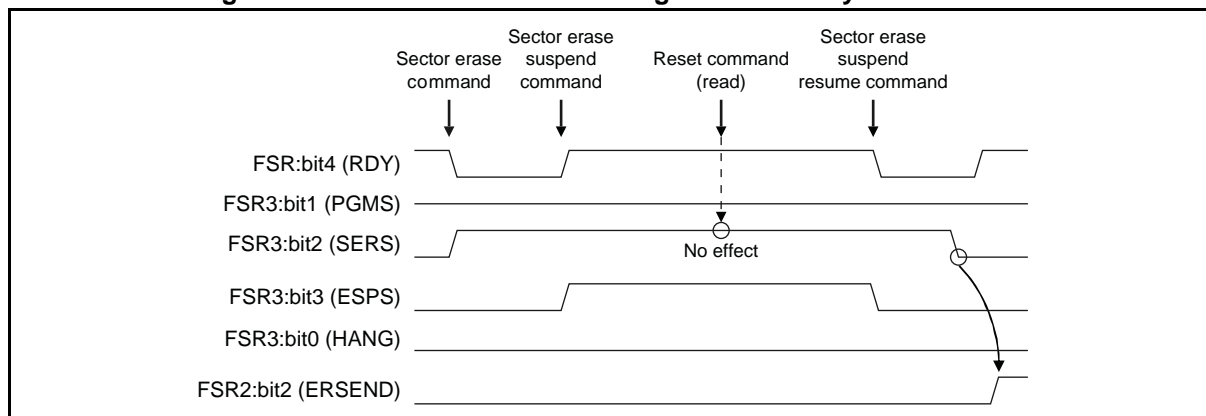 Sector erase
command
Sector erase
suspend
command
Reset command
(read)
Sector erase
suspend
resume command
FSR:bit4 (RDY)
FSR3:bit1 (PGMS)
FSR3:bit2 (SERS)
No effect
FSR3:bit3 (ESPS)
FSR3:bit0 (HANG)
FSR2:bit2 (ERSEND)